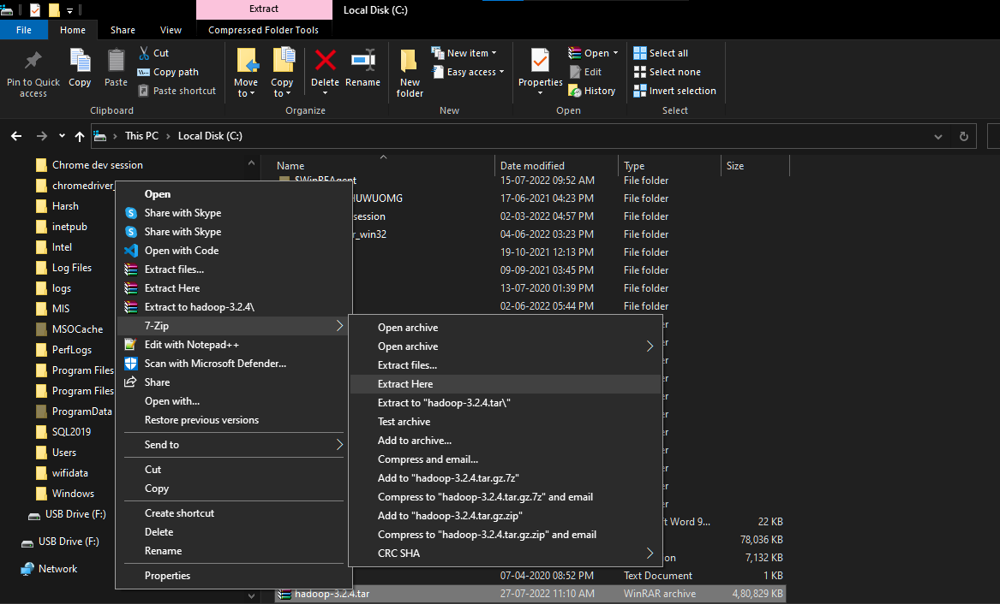 Extract
Local Disk (C:)
File
Home
Share
View
Compressed Folder Tools
Pin to Quick access
Copy
Paste
Cut
Copy path
Paste shortcut
Move to
Copy to
Delete
Rename
New folder
New item
Easy access
Properties
Open
Edit
History
Select all
Select none
Invert selection
Clipboard
Organize
New
Open
Select
This PC
Local Disk (C:)
Name
Date modified
Type
Size
Chrome dev session
chromedriver_
Harsh
inetpub
Intel
Log Files
logs
MIS
MSOCache
PerfLogs
Program Files
Program Files
ProgramData
SQL2019
Users
wifidata
Windows
USB Drive (F:)
USB Drive (F:)
Network
Open
Share with Skype
Share with Skype
Open with Code
Extract files...
Extract Here
Extract to hadoop-3.2.4\
7-Zip
Edit with Notepad++
Scan with Microsoft Defender...
Share
Open with...
Restore previous versions
Send to
Cut
Copy
Create shortcut
Delete
Rename
Properties
Open archive
Open archive
Extract files...
Extract Here
Extract to "hadoop-3.2.4.tar\"
Test archive
Add to archive...
Compress and email...
Add to "hadoop-3.2.4.tar.gz.7z"
Compress to "hadoop-3.2.4.tar.gz.7z" and email
Add to "hadoop-3.2.4.tar.gz.zip"
Compress to "hadoop-3.2.4.tar.gz.zip" and email
CRC SHA
$WinREAgent 15-07-2022 09:52 AM File folder
HUWUOMG 17-06-2021 04:23 PM File folder
session 02-03-2022 04:57 PM File folder
r_win32 04-06-2022 03:23 PM File folder
19-10-2021 12:13 PM File folder
09-09-2021 03:45 PM File folder
13-07-2020 01:39 PM File folder
02-06-2022 05:44 PM File folder
t Word 9... 22 KB
78,036 KB
on 7,132 KB
07-04-2020 08:52 PM Text Document 1 KB
hadoop-3.2.4.tar 27-07-2022 11:10 AM WinRAR archive 4,80,829 KB